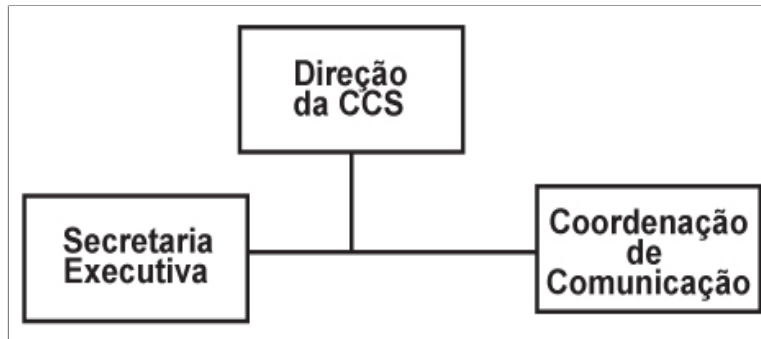 Direção
da CCS
Secretaria
Executiva
Coordenação
de
Comunicação